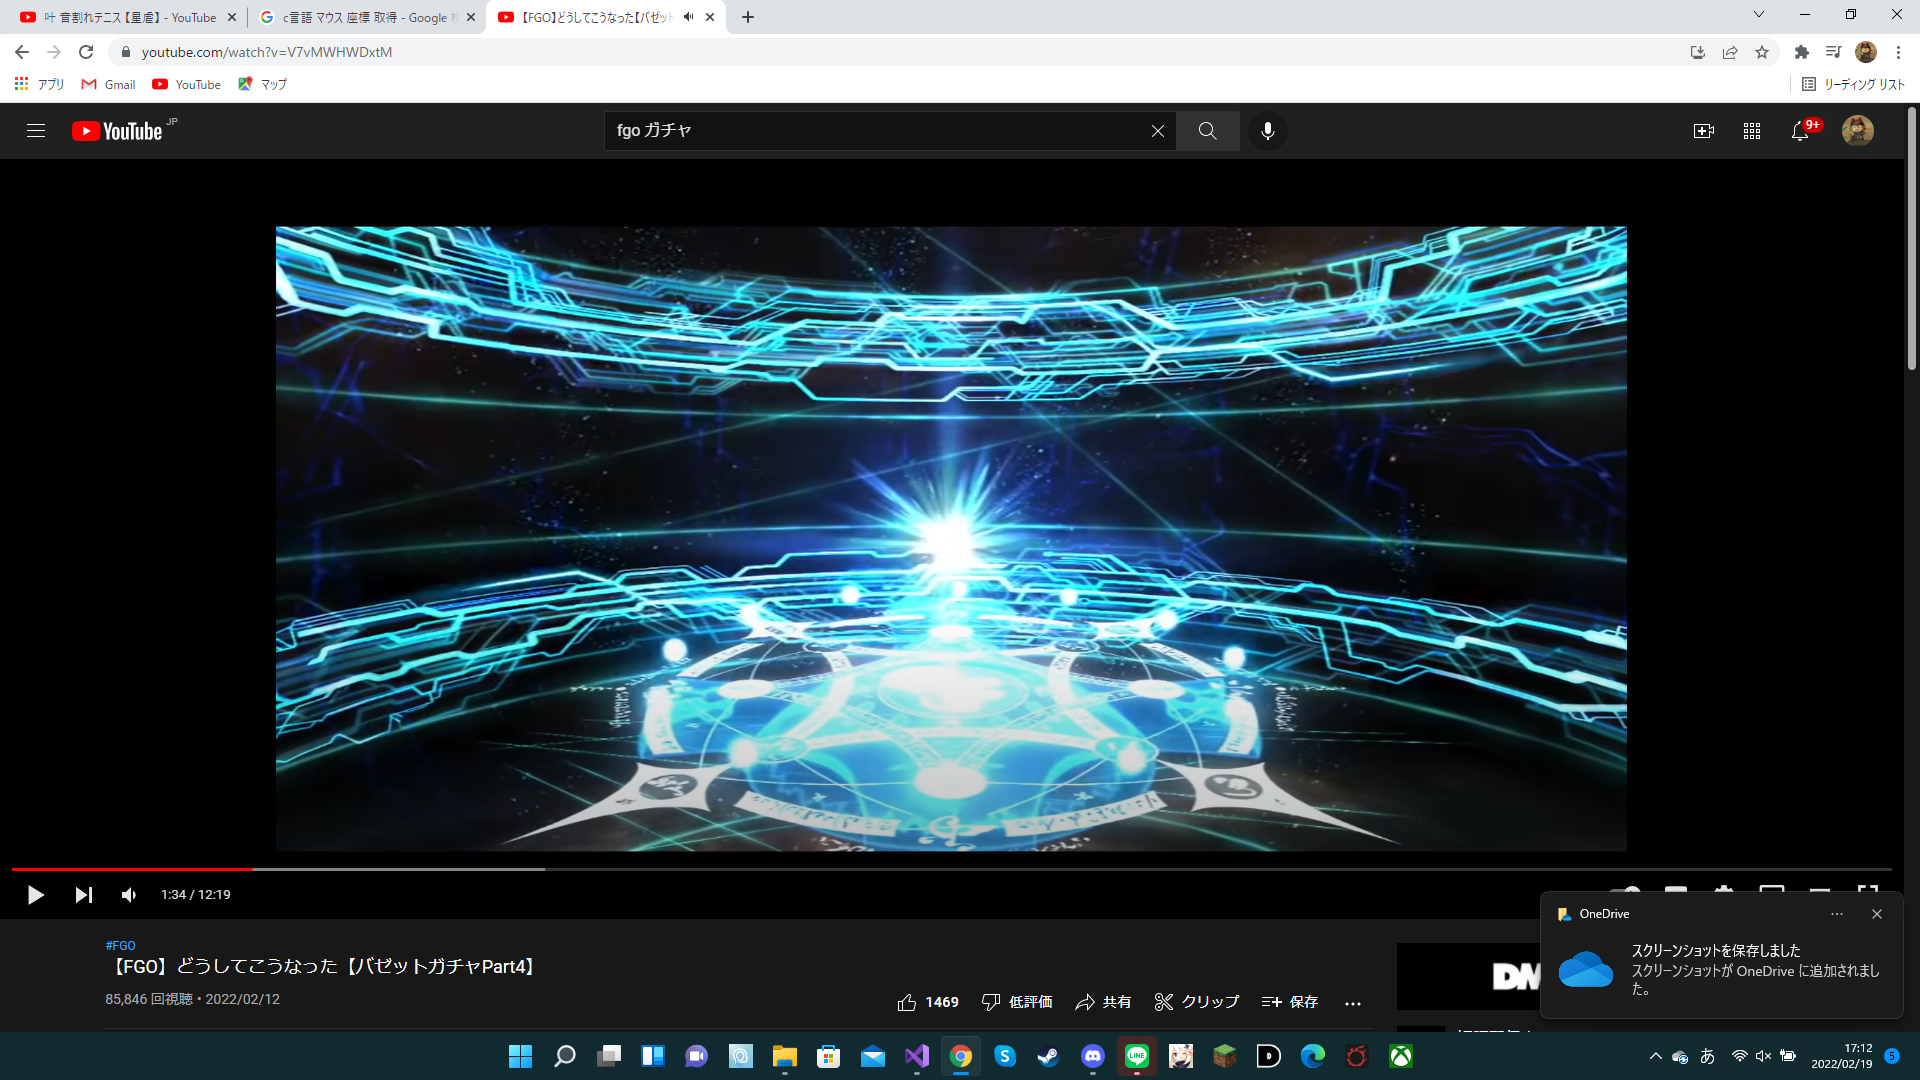 叶 音割れテニス【星虐】 - YouTube
c言語 マウス 座標 取得 - Google
【FGO】どうしてこうなった【バゼット
youtube.com/watch?v=V7vMWHWDxtM
アプリ
Gmail
YouTube
マップ
リーディング リスト
YouTube JP
fgo ガチャ
9+
1:34 / 12:19
OneDrive
スクリーンショットを保存しました
スクリーンショットが OneDrive に追加されまし
た。
#FGO
【FGO】どうしてこうなった【バゼットガチャPart4】
85,846 回視聴・2022/02/12
1469
低評価
共有
クリップ
保存
DM
LINE
あ
17:12
2022/02/19
5